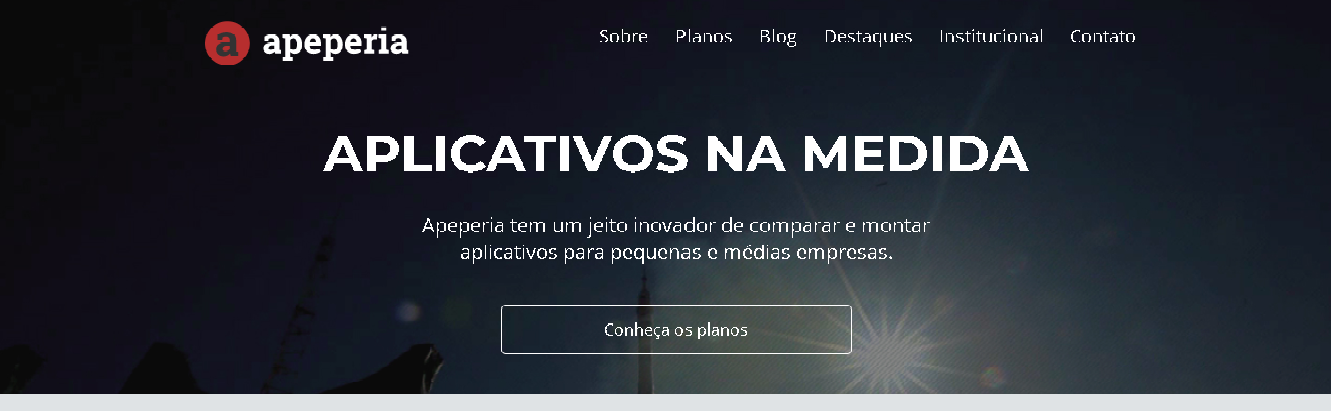 a apeperia
Sobre Planos Blog Destaques Institucional Contato
APLICATIVOS NA MEDIDA
Apeperia tem um jeito inovador de comparar e montar
aplicativos para pequenas e médias empresas.
Conheça os planos